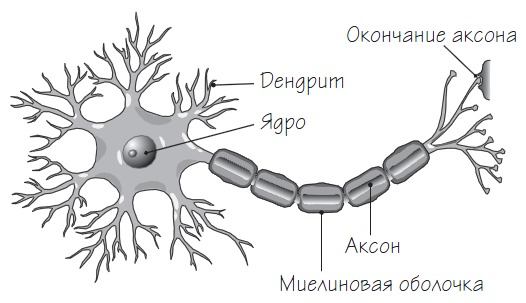 Окончание аксона
Дендрит
Ядро
Аксон
Миелиновая оболочка